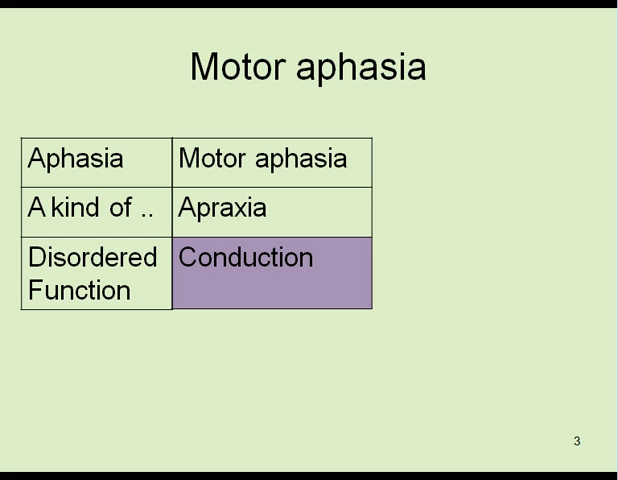 Motor aphasia
Aphasia Motor aphasia
A kind of .. Apraxia
Disordered Conduction
Function
3